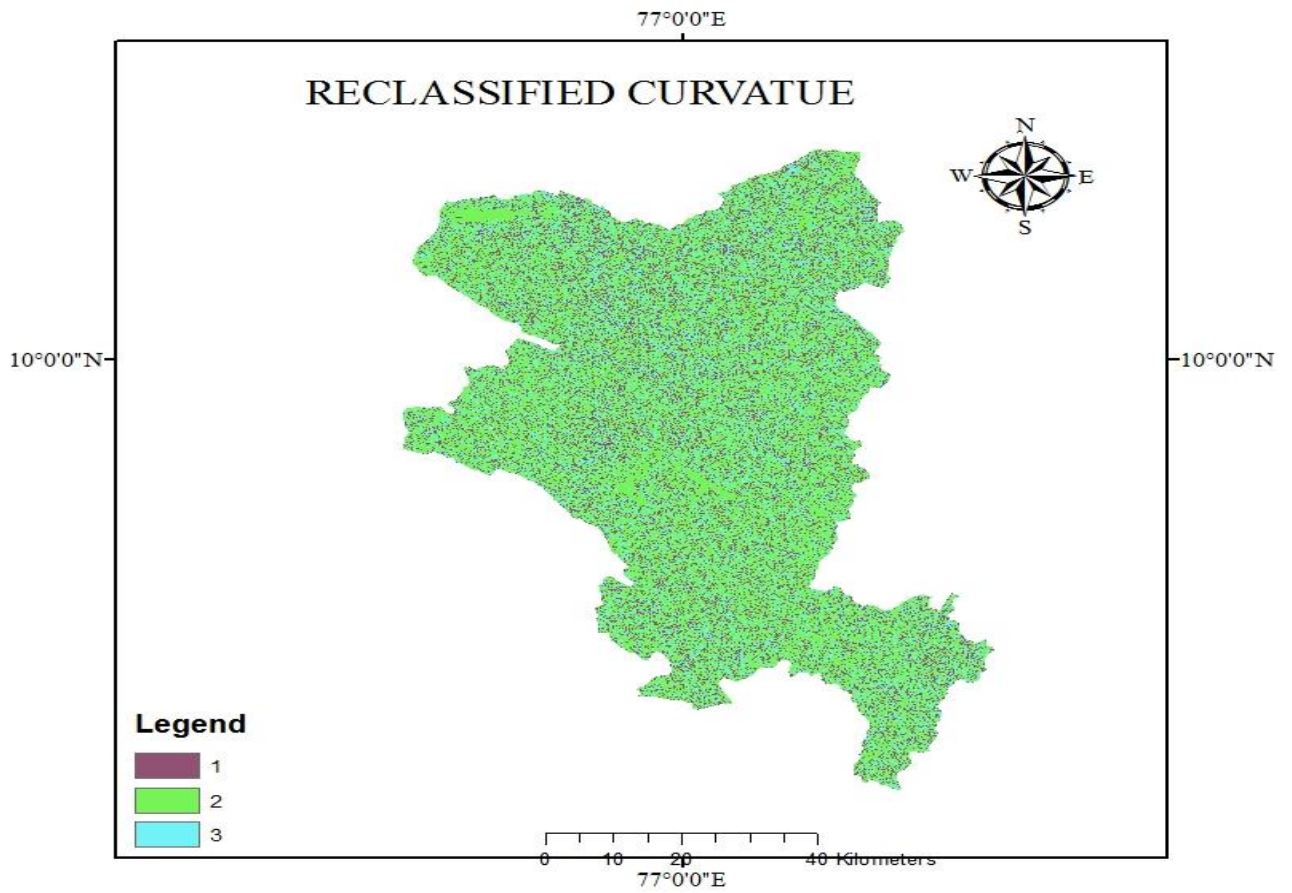 77°0'0"E
RECLASSIFIED CURVATUE
N
W E
S
10°0'0"N 10°0'0"N
Legend
1
2
3
0 10 20 40 Kilometers
77°0'0"E